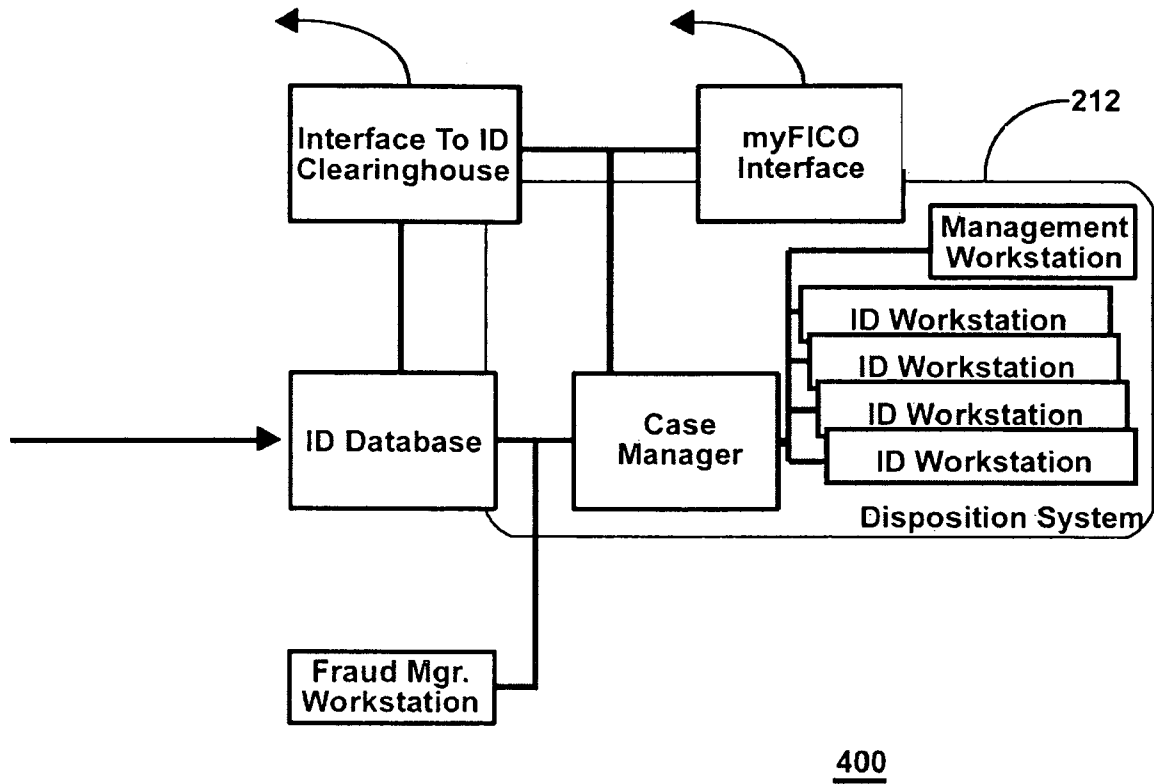 Interface To ID
Clearinghouse
myFICO
Interface
212
Management
Workstation
ID Workstation
ID Workstation
ID Workstation
ID Workstation
ID Database
Case
Manager
Disposition System
Fraud Mgr.
Workstation
400